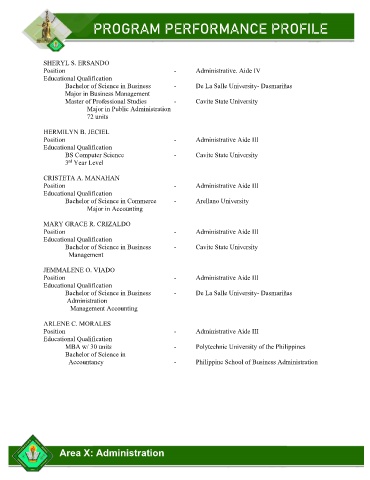 PROGRAM PERFORMANCE PROFILE
SHERYL S. ERSANDO
Position - Administrative. Aide IV
Educational Qualification
Bachelor of Science in Business - De La Salle University- Dasmariñas
Major in Business Management
Master of Professional Studies - Cavite State University
Major in Public Administration
72 units
HERMILYN B. JECIEL
Position - Administrative Aide III
Educational Qualification
BS Computer Science - Cavite State University
3rd Year Level
CRISTETA A. MANAHAN
Position - Administrative Aide III
Educational Qualification
Bachelor of Science in Commerce - Arellano University
Major in Accounting
MARY GRACE R. CRIZALDO
Position - Administrative Aide III
Educational Qualification
Bachelor of Science in Business - Cavite State University
Management
JEMMALENE O. VIADO
Position - Administrative Aide III
Educational Qualification
Bachelor of Science in Business - De La Salle University- Dasmariñas
Administration
Management Accounting
ARLENE C. MORALES
Position - Administrative Aide III
Educational Qualification
MBA w/ 30 units - Polytechnic University of the Philippines
Bachelor of Science in
Accountancy - Philippine School of Business Administration
Area X: Administration